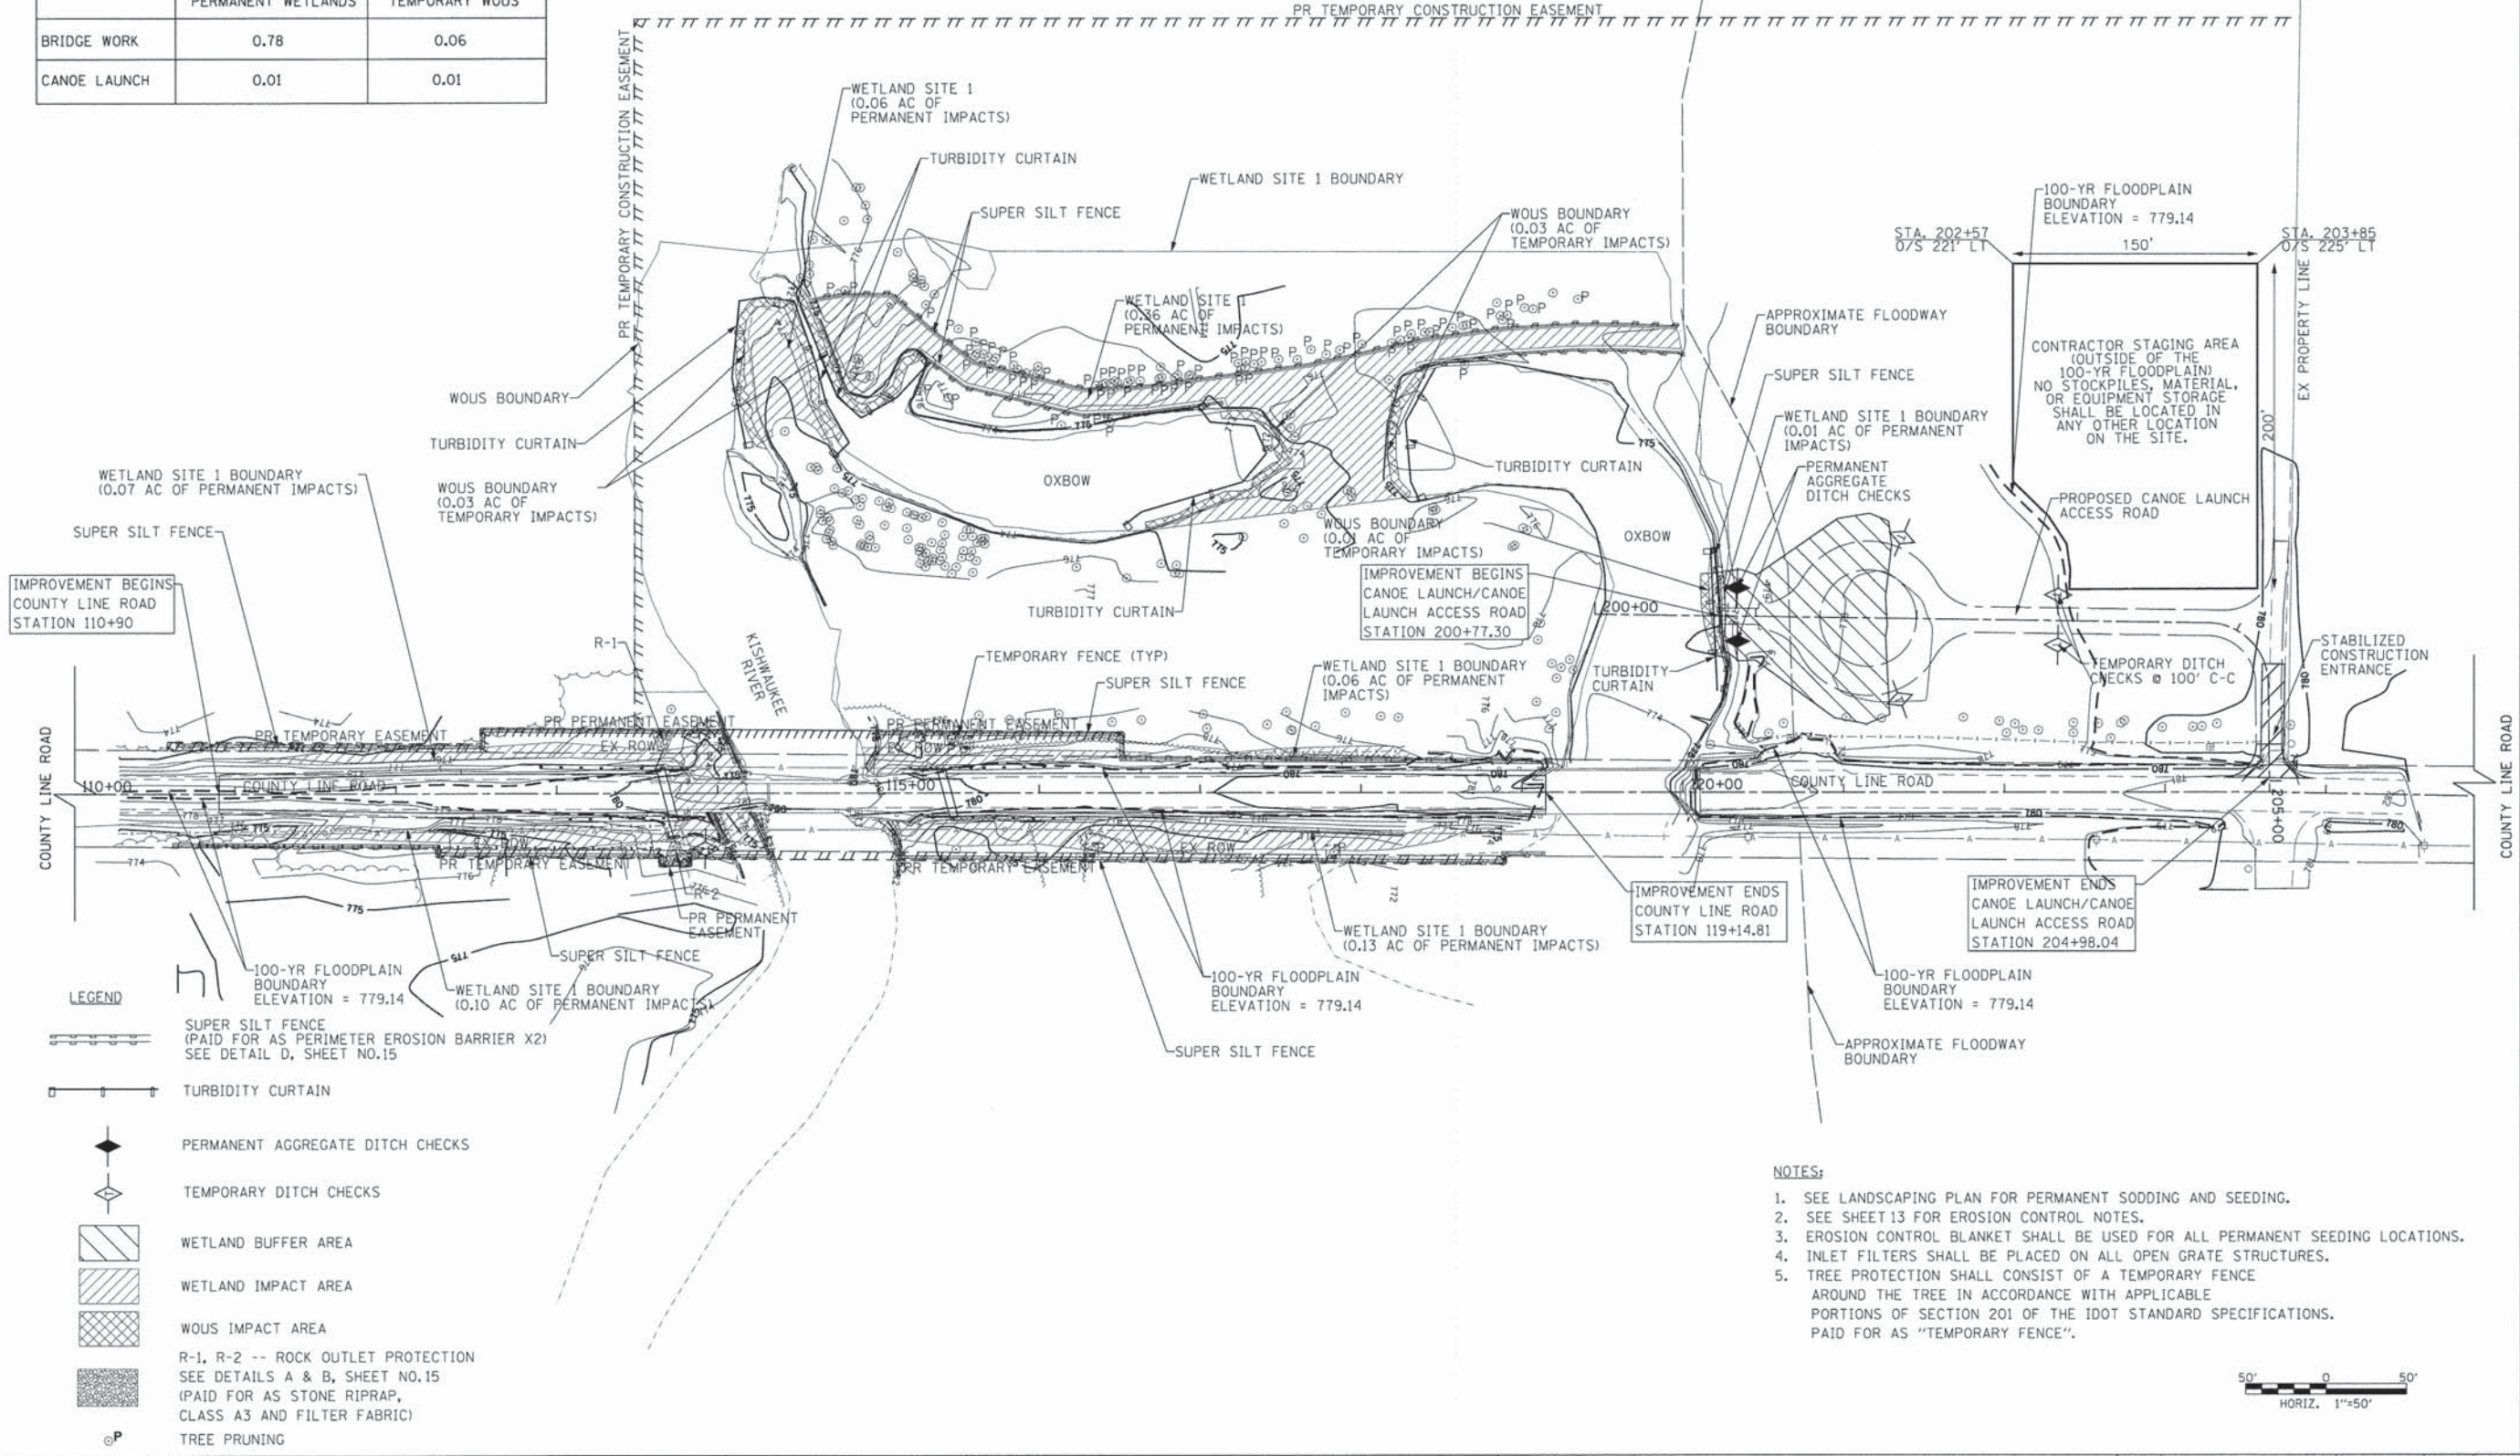 PERMANENT WETLANDS TEMPORARY WOUS
BRIDGE WORK 0.78 0.06
CANOE LAUNCH 0.01 0.01
PR TEMPORARY CONSTRUCTION EASEMENT
PR TEMPORARY CONSTRUCTION EASEMENT
PR TEMPORARY CONSTRUCTION EASEMENT
WETLAND SITE 1
(0.06 AC OF
PERMANENT IMPACTS)
TURBIDITY CURTAIN
WETLAND SITE 1 BOUNDARY
SUPER SILT FENCE
WOUS BOUNDARY
(0.03 AC OF
TEMPORARY IMPACTS)
100-YR FLOODPLAIN
BOUNDARY
ELEVATION = 779.14
STA. 202+57
O/S 221' LT
150'
STA. 203+85
O/S 225' LT
EX PROPERTY LINE
200'
WETLAND SITE 1
(0.36 AC OF
PERMANENT IMPACTS)
APPROXIMATE FLOODWAY
BOUNDARY
CONTRACTOR STAGING AREA
(OUTSIDE OF THE
100-YR FLOODPLAIN)
NO STOCKPILES, MATERIAL,
OR EQUIPMENT STORAGE
SHALL BE LOCATED IN
ANY OTHER LOCATION
ON THE SITE.
SUPER SILT FENCE
WOUS BOUNDARY
WETLAND SITE 1 BOUNDARY
(0.01 AC OF PERMANENT
IMPACTS)
TURBIDITY CURTAIN
PERMANENT
AGGREGATE
DITCH CHECKS
TURBIDITY CURTAIN
WETLAND SITE 1 BOUNDARY
(0.07 AC OF PERMANENT IMPACTS)
OXBOW
WOUS BOUNDARY
(0.03 AC OF
TEMPORARY IMPACTS)
PROPOSED CANOE LAUNCH
ACCESS ROAD
SUPER SILT FENCE
WOUS BOUNDARY
(0.01 AC OF
TEMPORARY IMPACTS)
OXBOW
IMPROVEMENT BEGINS
COUNTY LINE ROAD
STATION 110+90
IMPROVEMENT BEGINS
CANOE LAUNCH/CANOE
LAUNCH ACCESS ROAD
STATION 200+77.30
200+00
TURBIDITY CURTAIN
R-1
KISHWAUKEE
RIVER
TEMPORARY FENCE (TYP)
SUPER SILT FENCE
WETLAND SITE 1 BOUNDARY
(0.06 AC OF PERMANENT
IMPACTS)
TURBIDITY
CURTAIN
TEMPORARY DITCH
CHECKS @ 100' C-C
STABILIZED
CONSTRUCTION
ENTRANCE
PR TEMPORARY EASEMENT
PR PERMANENT EASEMENT
EX ROW
PR PERMANENT EASEMENT
EX ROW
COUNTY LINE ROAD
110+00
COUNTY LINE ROAD
115+00
120+00
COUNTY LINE ROAD
205+00
COUNTY LINE ROAD
EX ROW
PR TEMPORARY EASEMENT
PR TEMPORARY EASEMENT
EX ROW
R-2
PR PERMANENT
EASEMENT
SUPER SILT FENCE
100-YR FLOODPLAIN
BOUNDARY
ELEVATION = 779.14
WETLAND SITE 1 BOUNDARY
(0.10 AC OF PERMANENT IMPACTS)
WETLAND SITE 1 BOUNDARY
(0.13 AC OF PERMANENT IMPACTS)
100-YR FLOODPLAIN
BOUNDARY
ELEVATION = 779.14
SUPER SILT FENCE
IMPROVEMENT ENDS
COUNTY LINE ROAD
STATION 119+14.81
IMPROVEMENT ENDS
CANOE LAUNCH/CANOE
LAUNCH ACCESS ROAD
STATION 204+98.04
100-YR FLOODPLAIN
BOUNDARY
ELEVATION = 779.14
APPROXIMATE FLOODWAY
BOUNDARY
LEGEND
SUPER SILT FENCE
(PAID FOR AS PERIMETER EROSION BARRIER X2)
SEE DETAIL D, SHEET NO.15
TURBIDITY CURTAIN
PERMANENT AGGREGATE DITCH CHECKS
TEMPORARY DITCH CHECKS
WETLAND BUFFER AREA
WETLAND IMPACT AREA
WOUS IMPACT AREA
R-1, R-2 -- ROCK OUTLET PROTECTION
SEE DETAILS A & B, SHEET NO.15
(PAID FOR AS STONE RIPRAP,
CLASS A3 AND FILTER FABRIC)
P TREE PRUNING
NOTES:
1. SEE LANDSCAPING PLAN FOR PERMANENT SODDING AND SEEDING.
2. SEE SHEET 13 FOR EROSION CONTROL NOTES.
3. EROSION CONTROL BLANKET SHALL BE USED FOR ALL PERMANENT SEEDING LOCATIONS.
4. INLET FILTERS SHALL BE PLACED ON ALL OPEN GRATE STRUCTURES.
5. TREE PROTECTION SHALL CONSIST OF A TEMPORARY FENCE
AROUND THE TREE IN ACCORDANCE WITH APPLICABLE
PORTIONS OF SECTION 201 OF THE IDOT STANDARD SPECIFICATIONS.
PAID FOR AS "TEMPORARY FENCE".
50' 0 50'
HORIZ. 1"=50'